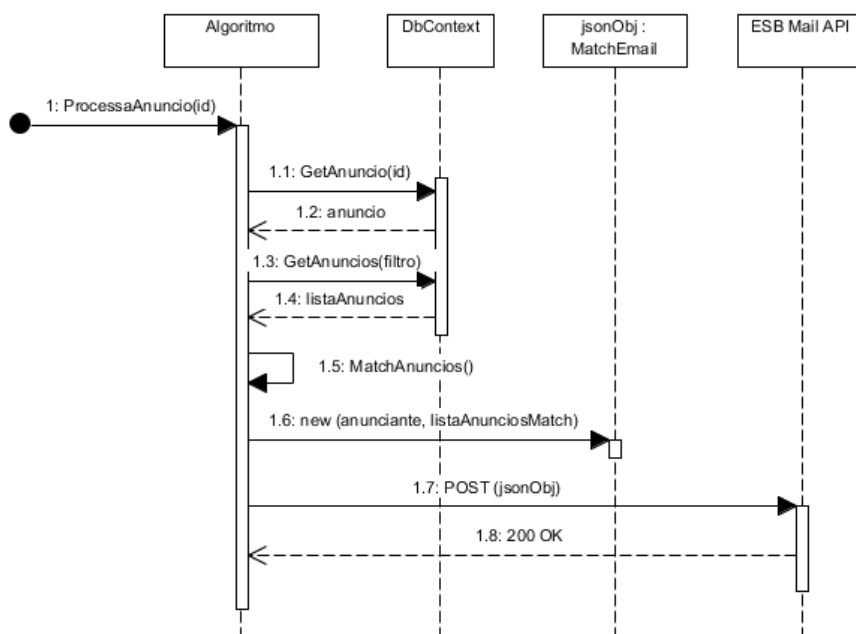 Algoritmo
DbContext
jsonObj :
MatchEmail
ESB Mail API
1: ProcessaAnuncio(id)
1.1: GetAnuncio(id)
1.2: anuncio
1.3: GetAnuncios(filtro)
1.4: listaAnuncios
1.5: MatchAnuncios()
1.6: new (anunciante, listaAnunciosMatch)
1.7: POST (jsonObj)
1.8: 200 OK